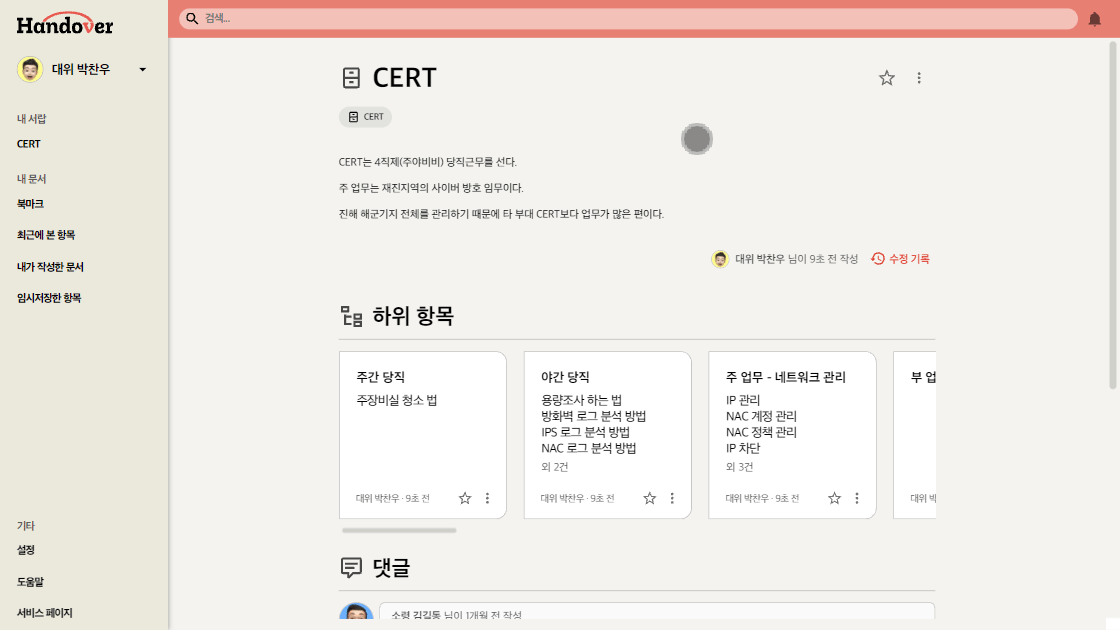 Handover
검색...
대위 박찬우
내 서랍
CERT
내 문서
북마크
최근에 본 항목
내가 작성한 문서
임시저장한 항목
기타
설정
도움말
서비스 페이지
CERT
CERT
CERT는 4직제(주야비비) 당직근무를 선다.
주 업무는 재진지역의 사이버 방호 임무이다.
진해 해군기지 전체를 관리하기 때문에 타 부대 CERT보다 업무가 많은 편이다.
대위 박찬우 님이 9초 전 작성
수정 기록
하위 항목
주간 당직
주장비실 청소 법
대위 박찬우 · 9초 전
야간 당직
용량조사 하는 법
방화벽 로그 분석 방법
IPS 로그 분석 방법
NAC 로그 분석 방법
외 2건
대위 박찬우 · 9초 전
주 업무 - 네트워크 관리
IP 관리
NAC 계정 관리
NAC 정책 관리
IP 차단
외 3건
대위 박찬우 · 9초 전
부 업
대위 박
댓글
소령 김길동 님이 1개월 전 작성